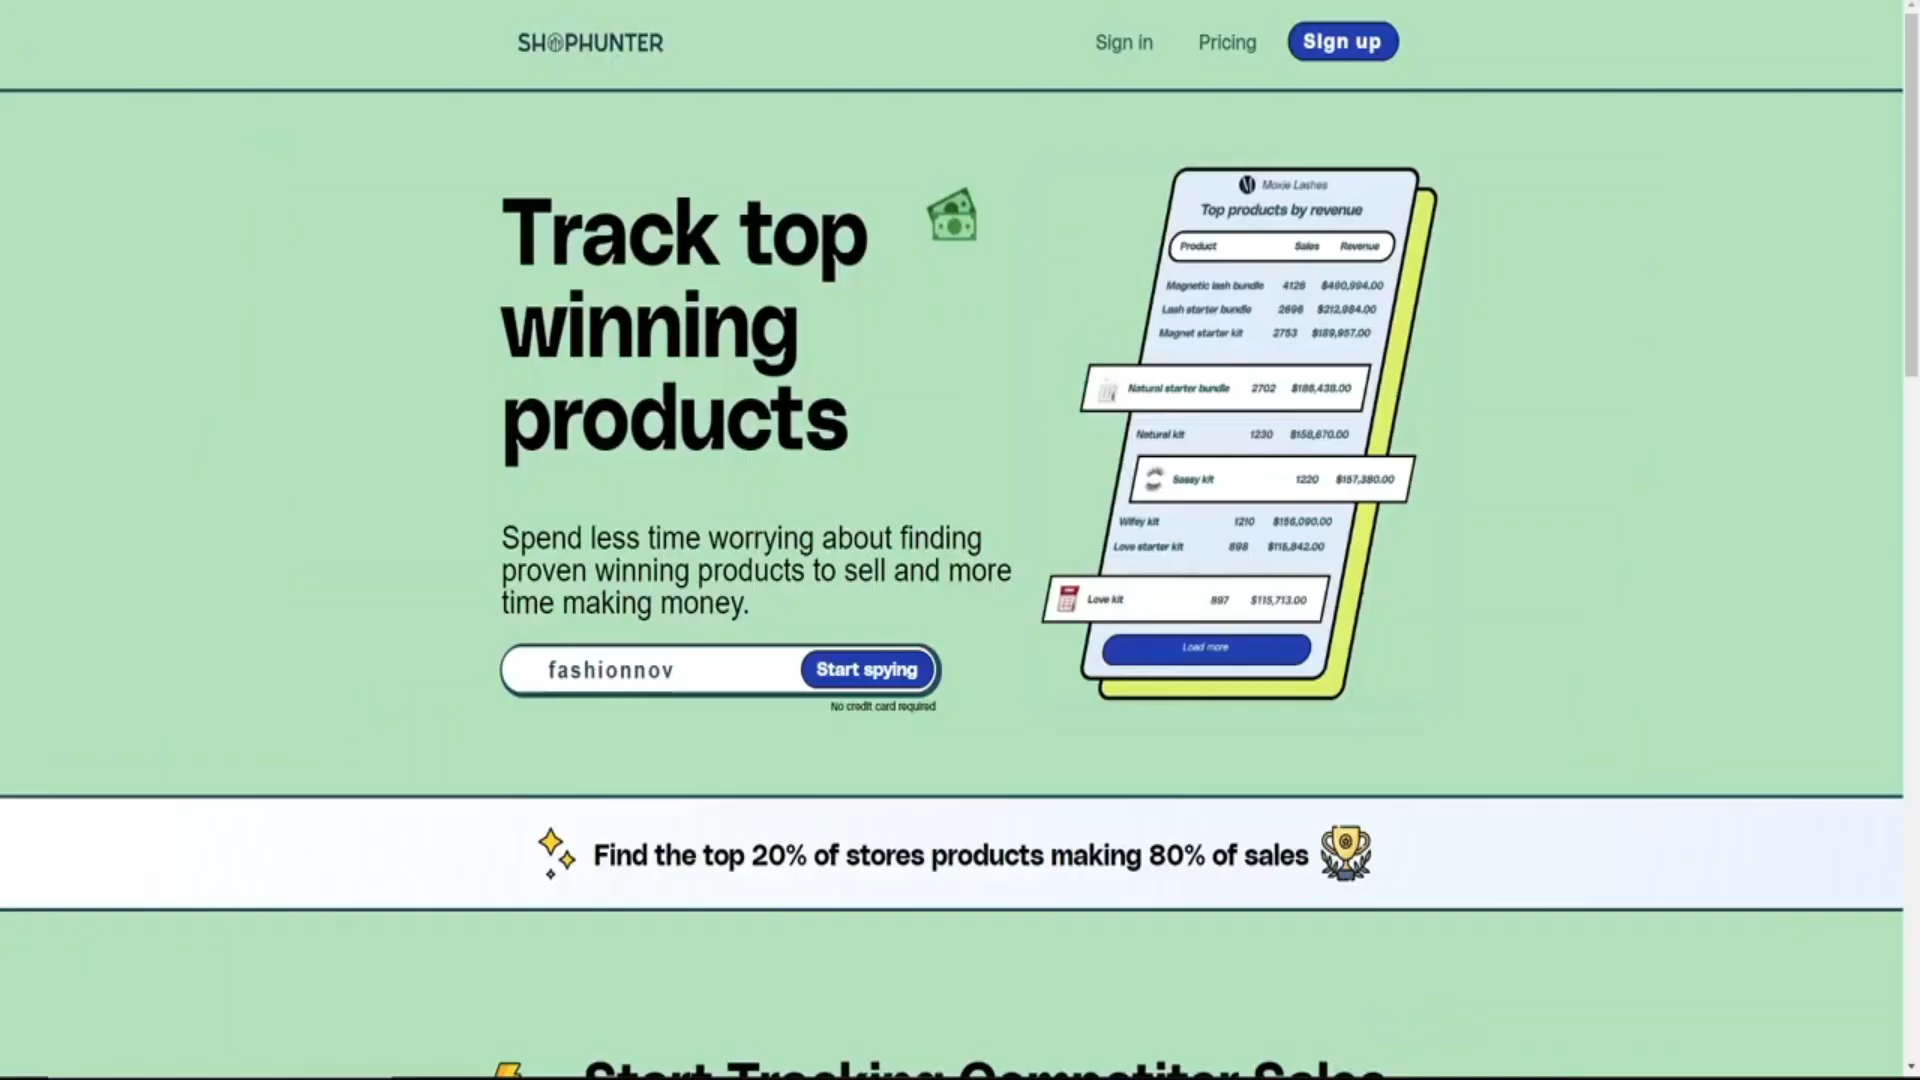 SHOPHUNTER
Sign in
Pricing
Sign up
Track top
winning
products
Spend less time worrying about finding
proven winning products to sell and more
time making money.
fashionnov
Start spying
No credit card required
Moxie Lashes
Top products by revenue
Product Sales Revenue
Magnetic lash bundle 4126 $490,994.00
Lash starter bundle 2696 $212,984.00
Magnet starter kit 2753 $189,957.00
Natural starter bundle 2702 $186,438.00
Natural kit 1230 $158,670.00
Sassy kit 1220 $157,380.00
Wifey kit 1210 $156,090.00
Love starter kit 898 $115,842.00
Love kit 897 $115,713.00
Load more
Find the top 20% of stores products making 80% of sales
Start Tracking Competitor Sales